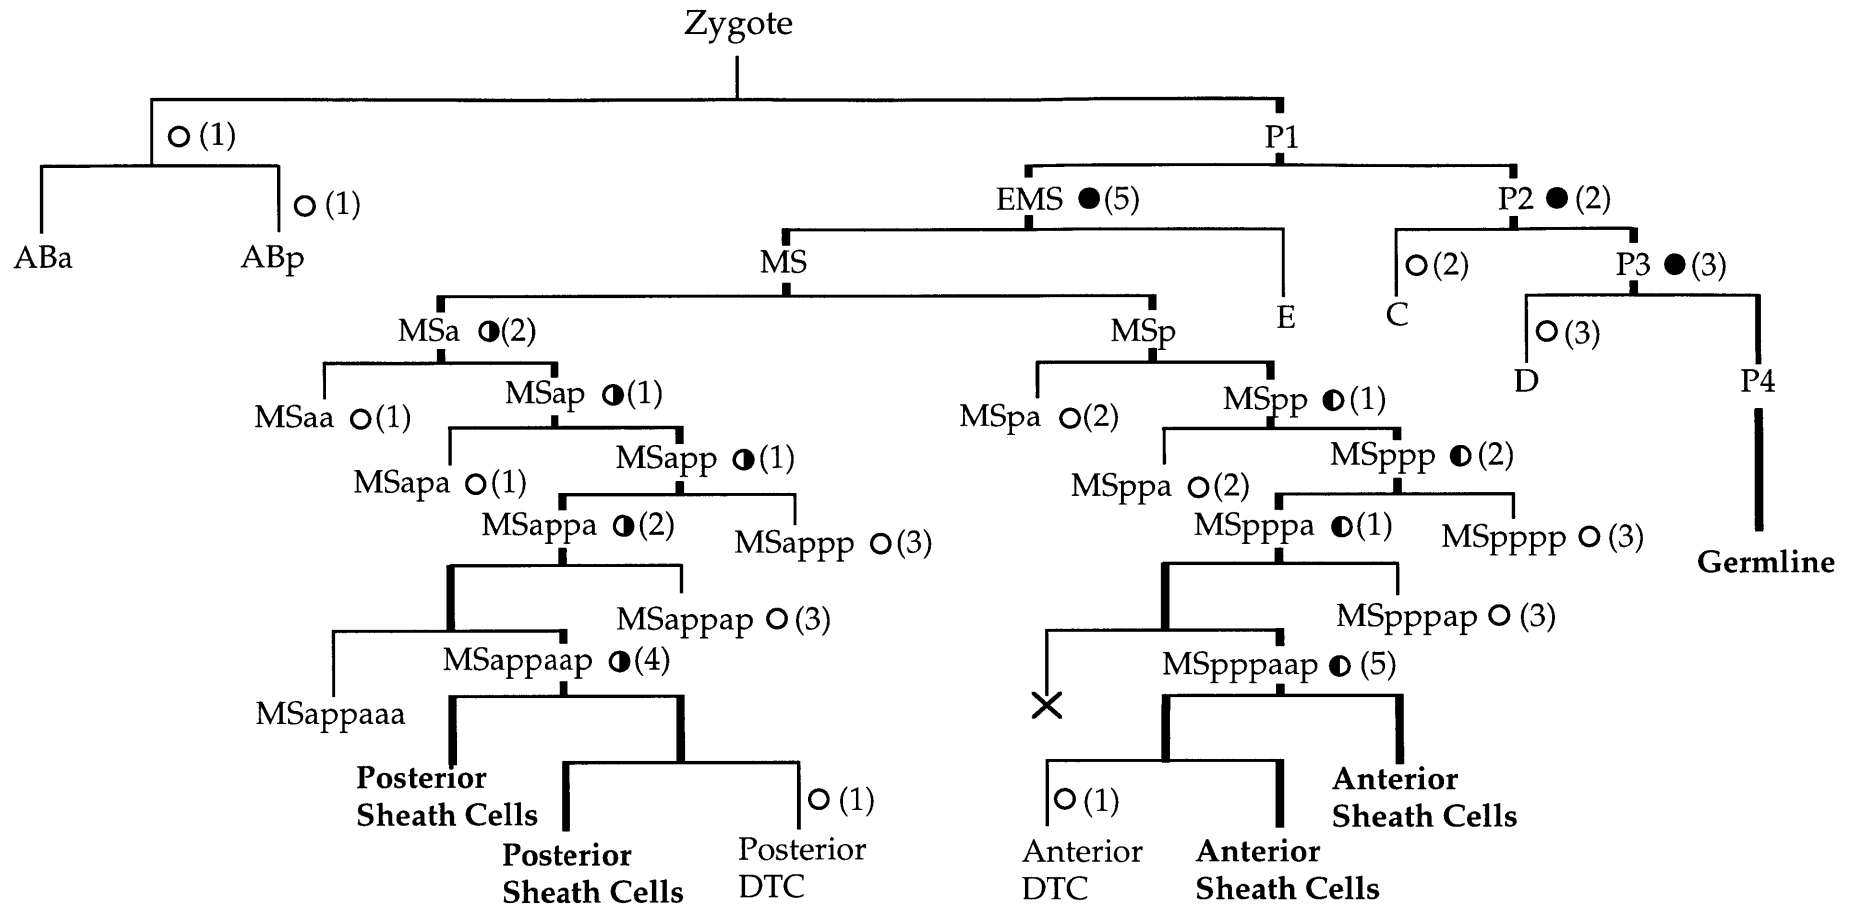 Zygote
(1)
P1
EMS (5)
P2 (2)
(1)
ABa
ABp
MS
(2)
P3 (3)
E
C
MSa (2)
MSp
(3)
D
P4
MSap (1)
MSaa (1)
MSpp (1)
MSpa (2)
MSapp (1)
MSppp (2)
MSapa (1)
MSppa (2)
MSappa (2)
MSpppa (1)
MSappp (3)
MSpppp (3)
Germline
MSappap (3)
MSpppap (3)
MSappaap (4)
MSpppaap (5)
MSappaaa
Posterior
Sheath Cells
Anterior
Sheath Cells
(1)
(1)
Posterior
Sheath Cells
Posterior
DTC
Anterior
DTC
Anterior
Sheath Cells